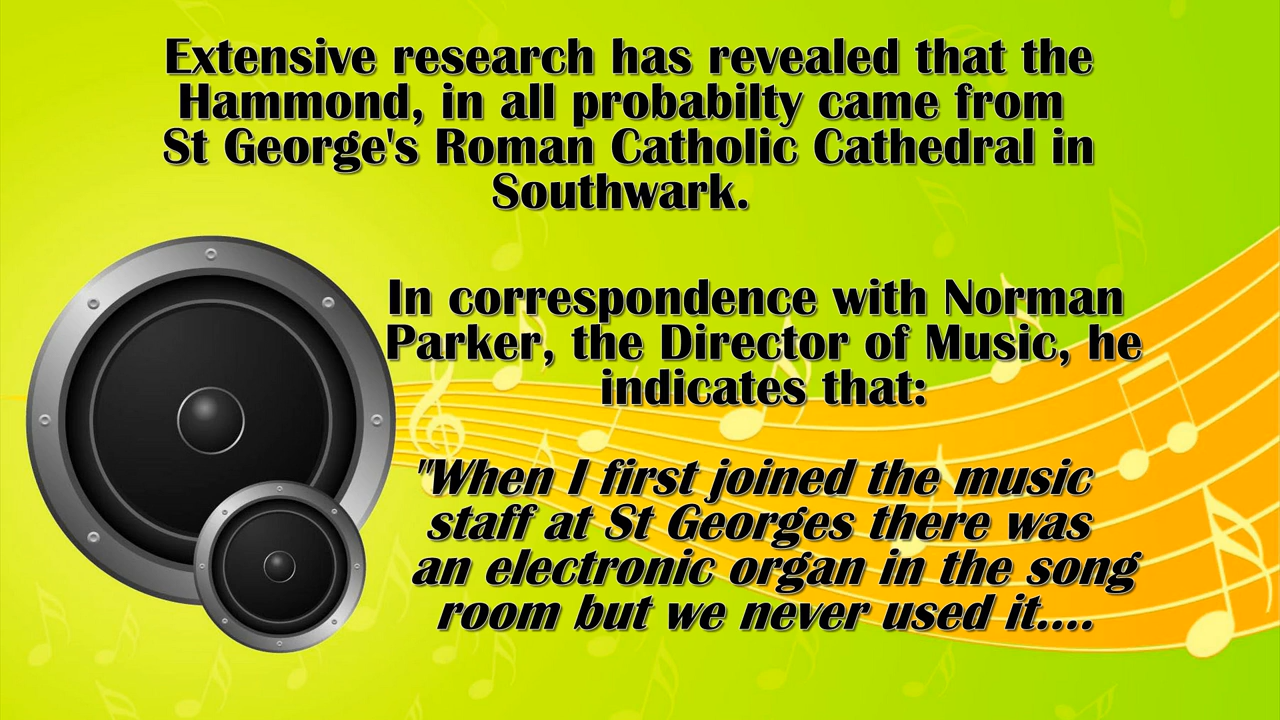 Extensive research has revealed that the
Hammond, in all probabilty came from
St George's Roman Catholic Cathedral in
Southwark.
In correspondence with Norman
Parker, the Director of Music, he
indicates that:
"When I first joined the music
staff at St Georges there was
an electronic organ in the song
room but we never used it....